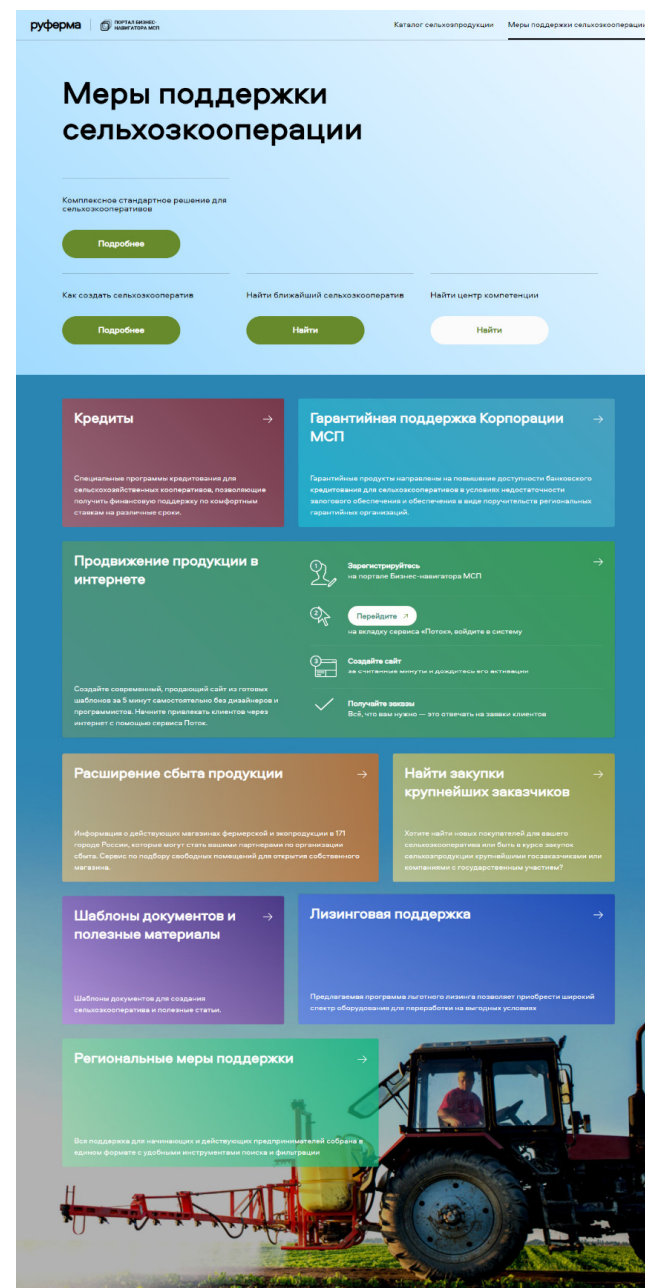 руферма
ПОРТАЛ БИЗНЕС-
НАВИГАТОРА МСП
Каталог сельхозпродукции
Меры поддержки сельхозкооперации
Меры поддержки
сельхозкооперации
Комплексное стандартное решение для
сельхозкооперативов
Подробнее
Как создать сельхозкооператив
Найти ближайший сельхозкооператив
Найти центр компетенции
Подробнее
Найти
Найти
Кредиты
Специальные программы кредитования для
сельскохозяйственных кооперативов, позволяющие
получить финансовую поддержку по комфортным
ставкам на различные сроки.
Гарантийная поддержка Корпорации
МСП
Гарантийные продукты направлены на повышение доступности банковского
кредитования для сельхозкооперативов в условиях недостаточности
залогового обеспечения и обеспечения в виде поручительств региональных
гарантийных организаций.
Продвижение продукции в
интернете
Создайте современный, продающий сайт из готовых
шаблонов за 5 минут самостоятельно без дизайнеров и
программистов. Начните привлекать клиентов через
интернет с помощью сервиса Поток.
1
Зарегистрируйтесь
на портале Бизнес-навигатора МСП
2
Перейдите
на вкладку сервиса «Поток», войдите в систему
3
Создайте сайт
за считанные минуты и дождитесь его активации
Получайте заказы
Всё, что вам нужно — это отвечать на заявки клиентов
Расширение сбыта продукции
Информация о действующих магазинах фермерской и экопродукции в 171
городе России, которые могут стать вашими партнерами по организации
сбыта. Сервис по подбору свободных помещений для открытия собственного
магазина.
Найти закупки
крупнейших заказчиков
Хотите найти новых покупателей для вашего
сельхозкооператива или быть в курсе закупок
сельхозпродукции крупнейшими госзаказчиками или
компаниями с государственным участием?
Шаблоны документов и
полезные материалы
Шаблоны документов для создания
сельхозкооператива и полезные статьи.
Лизинговая поддержка
Предлагаемая программа льготного лизинга позволяет приобрести широкий
спектр оборудования для переработки на выгодных условиях
Региональные меры поддержки
Вся поддержка для начинающих и действующих предпринимателей собрана в
едином формате с удобными инструментами поиска и фильтрации